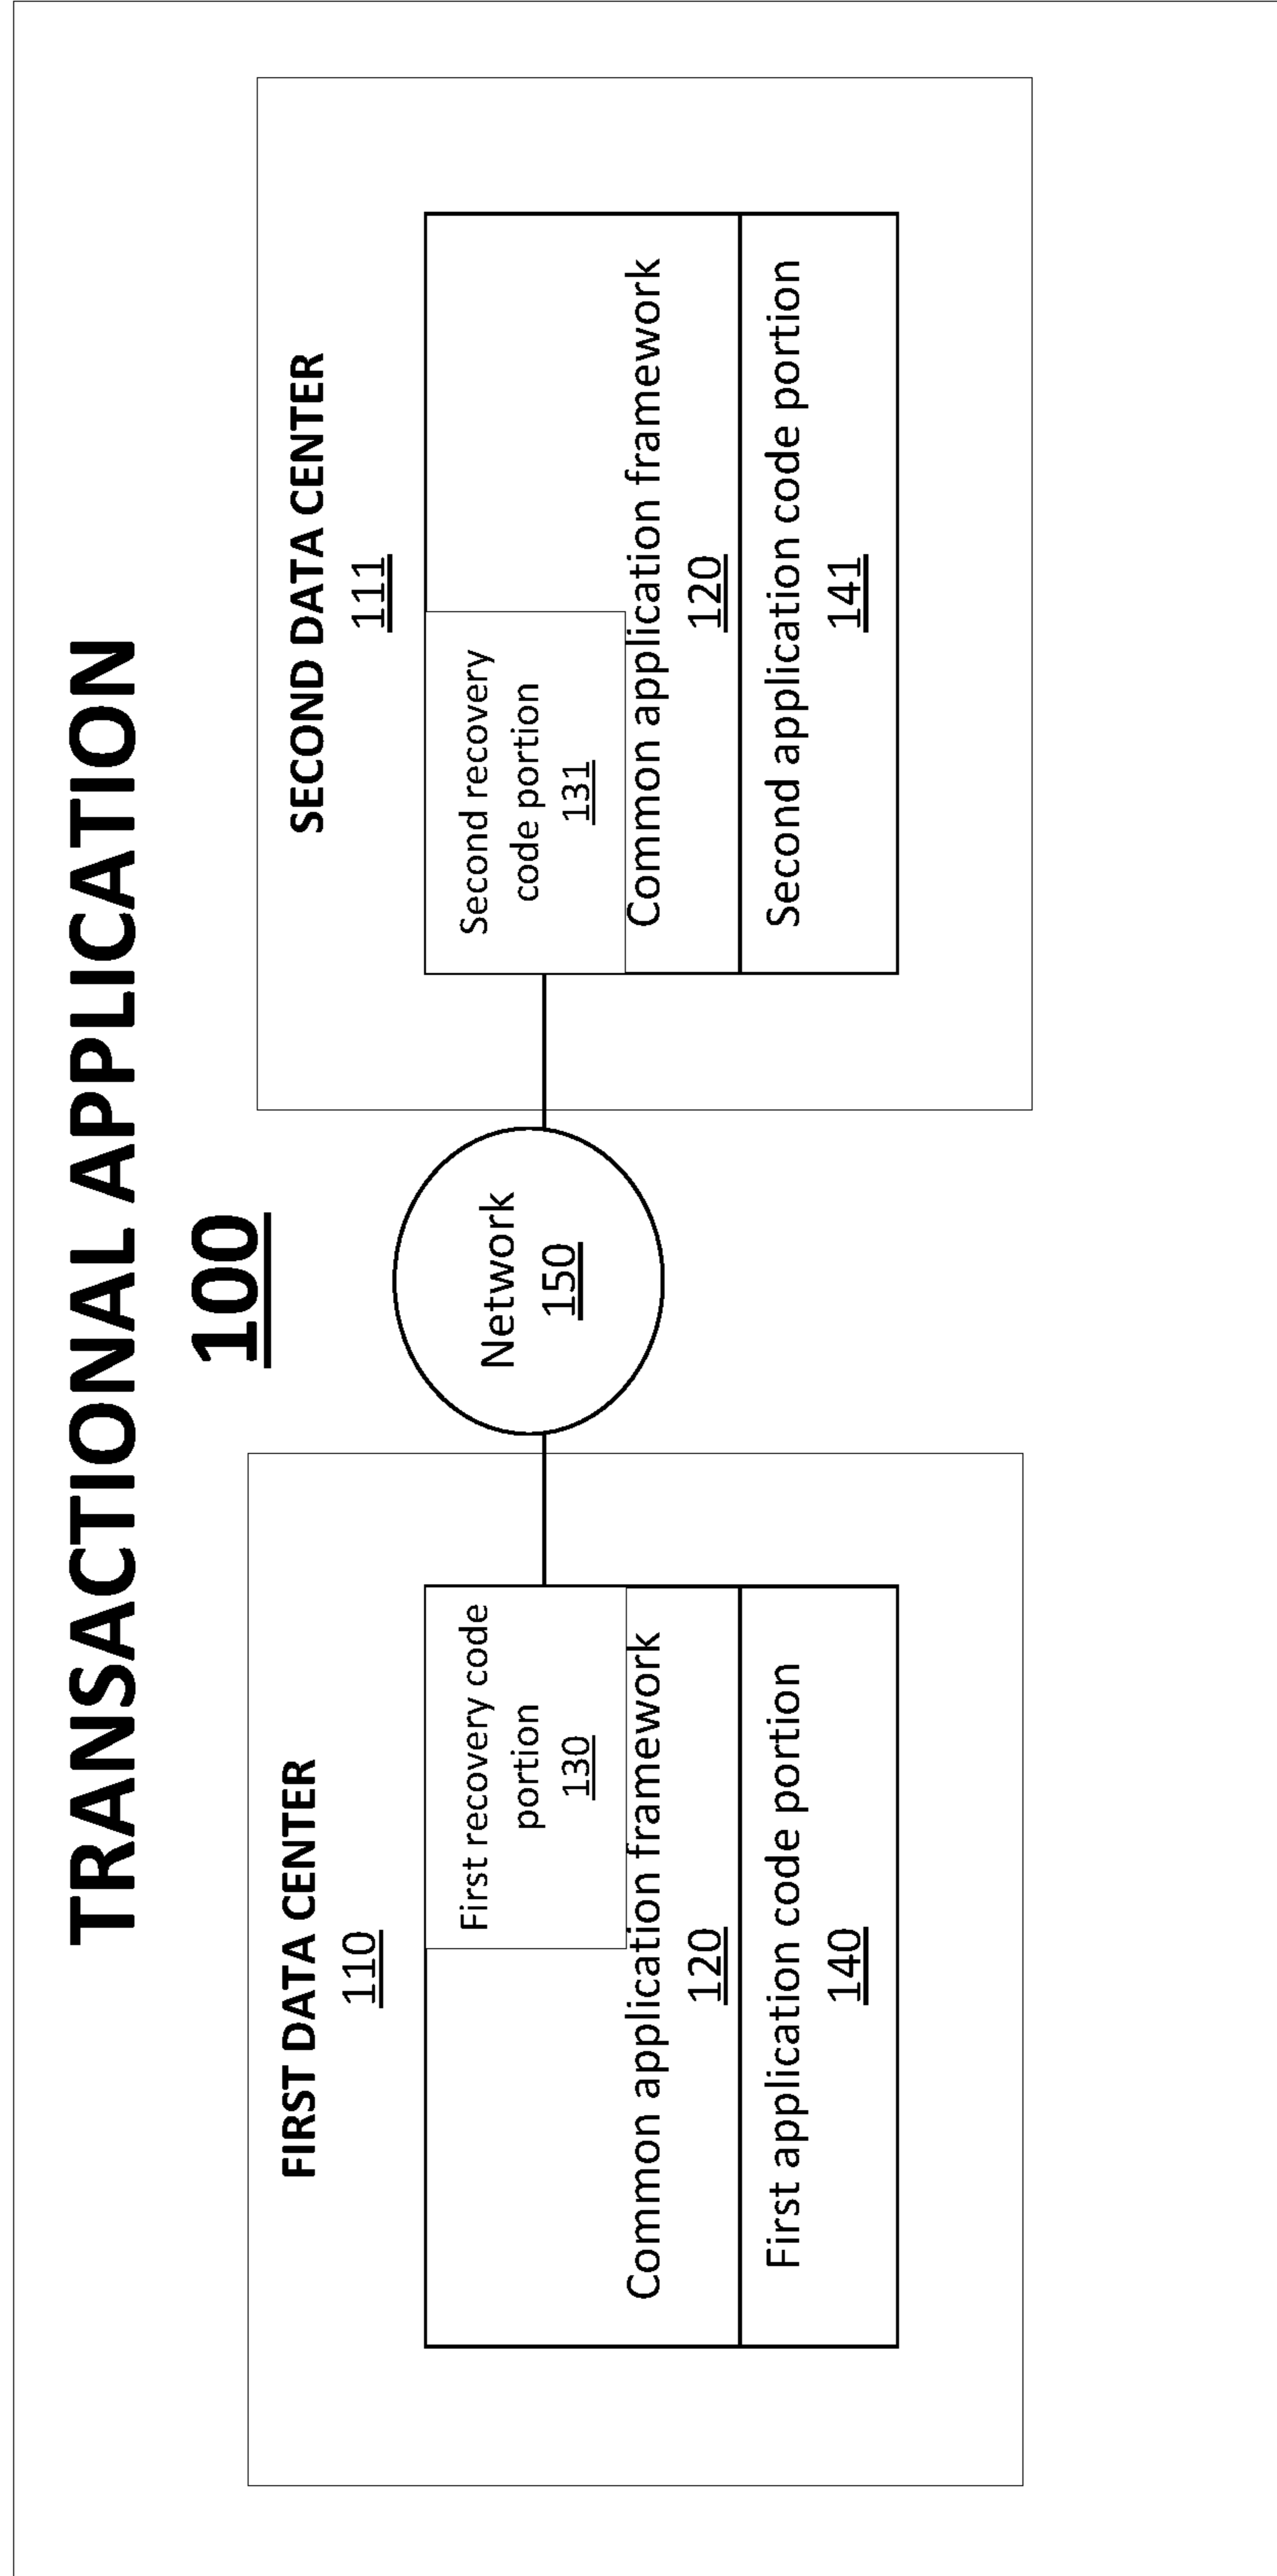 TRANSACTIONAL APPLICATION
100
FIRST DATA CENTER
110
First recovery code
portion
130
Common application framework
120
First application code portion
140
Network
150
SECOND DATA CENTER
111
Second recovery
code portion
131
Common application framework
120
Second application code portion
141